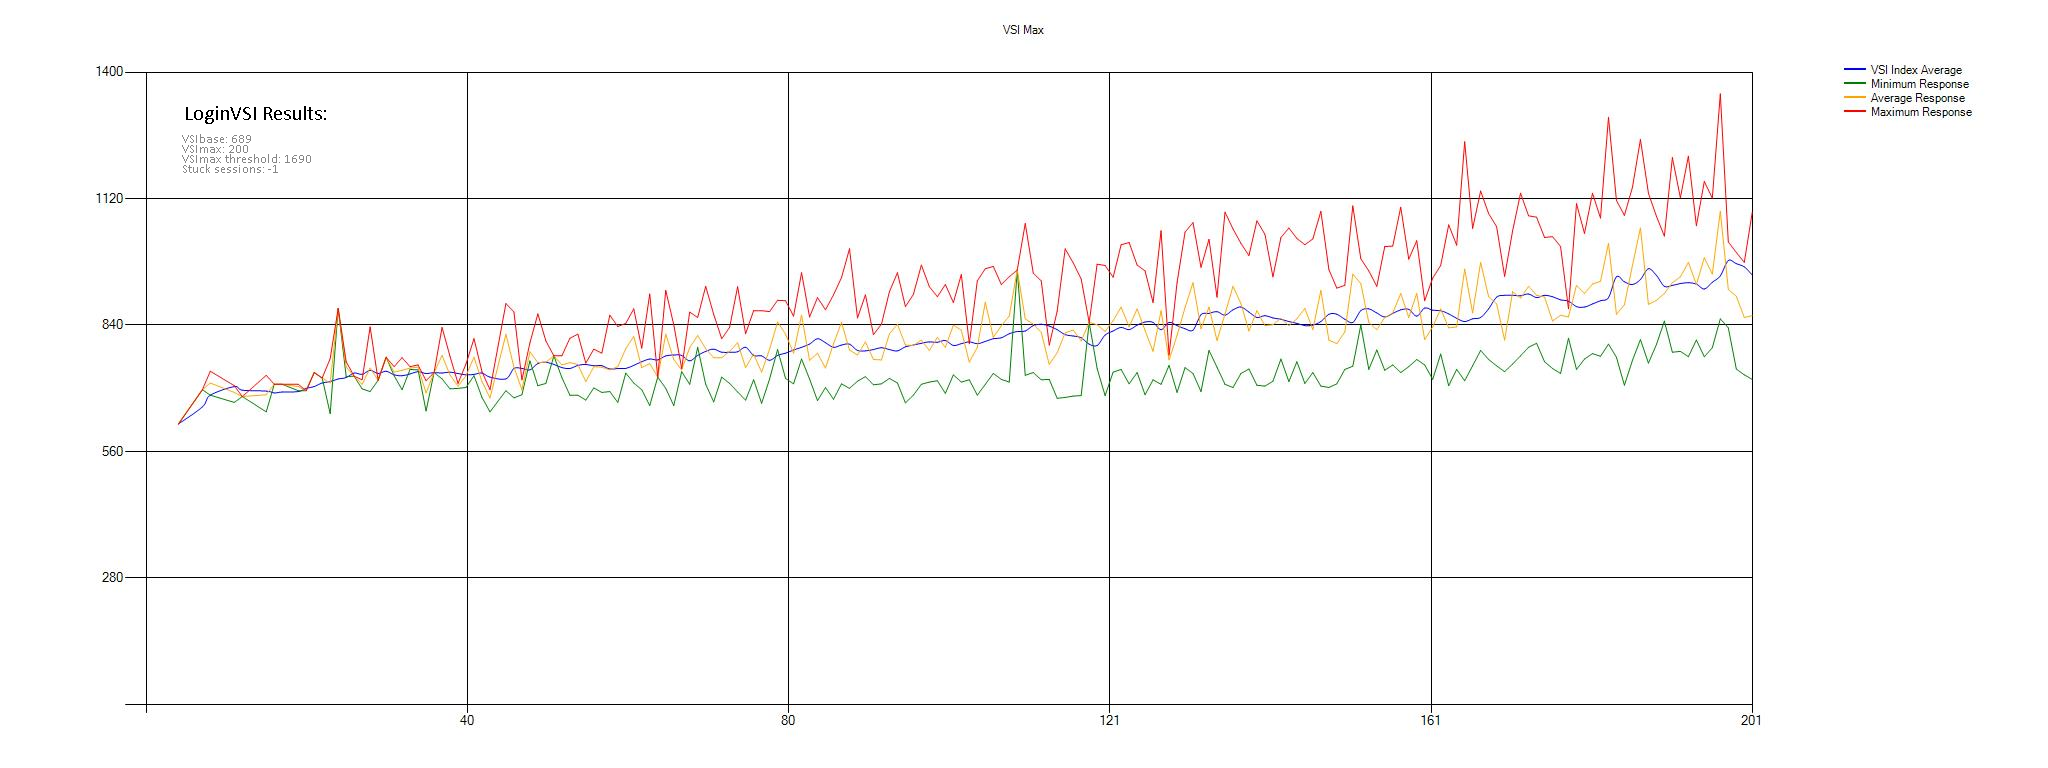 VSI Max
1400
1120
840
560
280
40
80
121
161
201
LoginVSI Results:
VSIbase: 689
VSImax: 200
VSImax threshold: 1690
Stuck sessions: -1
VSI Index Average
Minimum Response
Average Response
Maximum Response